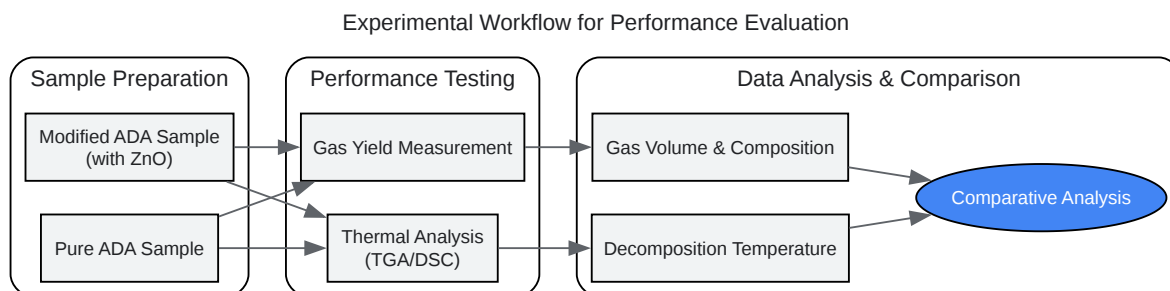 Experimental Workflow for Performance Evaluation
Sample Preparation
Modified ADA Sample
(with ZnO)
Pure ADA Sample
Performance Testing
Gas Yield Measurement
Thermal Analysis
(TGA/DSC)
Data Analysis & Comparison
Gas Volume & Composition
Decomposition Temperature
Comparative Analysis